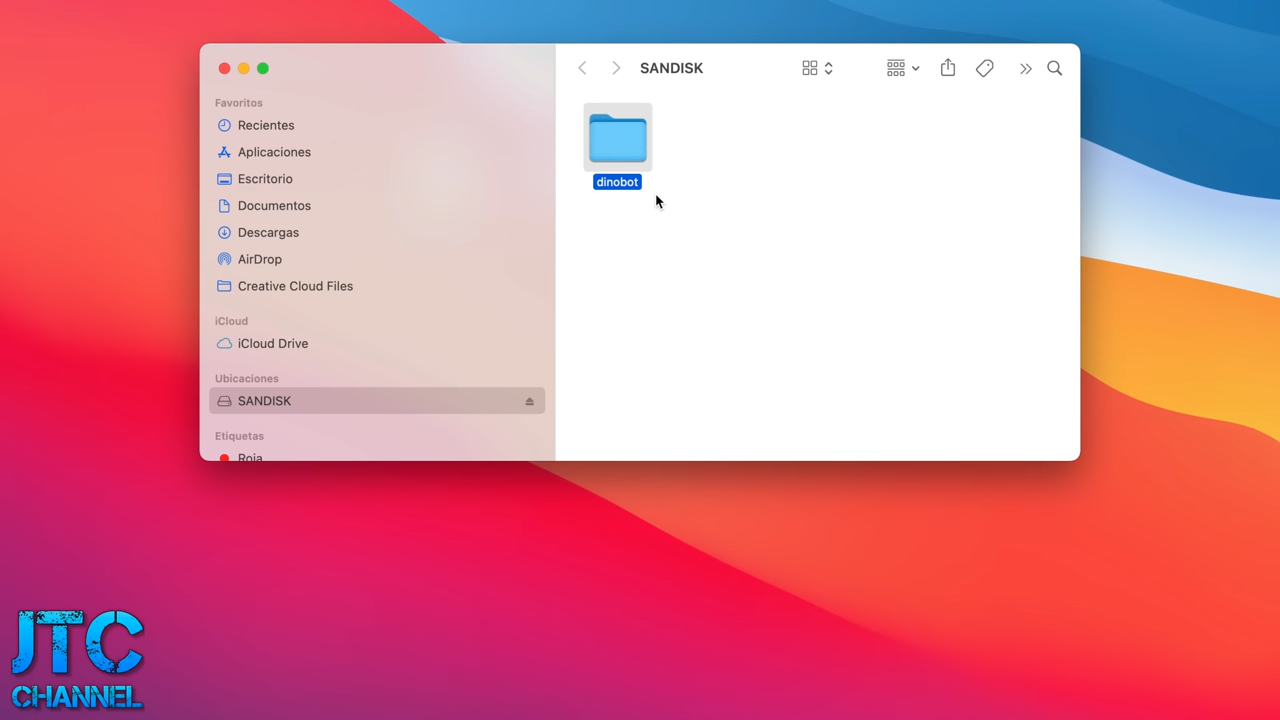 SANDISK
Favoritos
Recientes
Aplicaciones
Escritorio
Documentos
Descargas
AirDrop
Creative Cloud Files
iCloud
iCloud Drive
Ubicaciones
SANDISK
Etiquetas
Roja
dinobot
JTC
CHANNEL